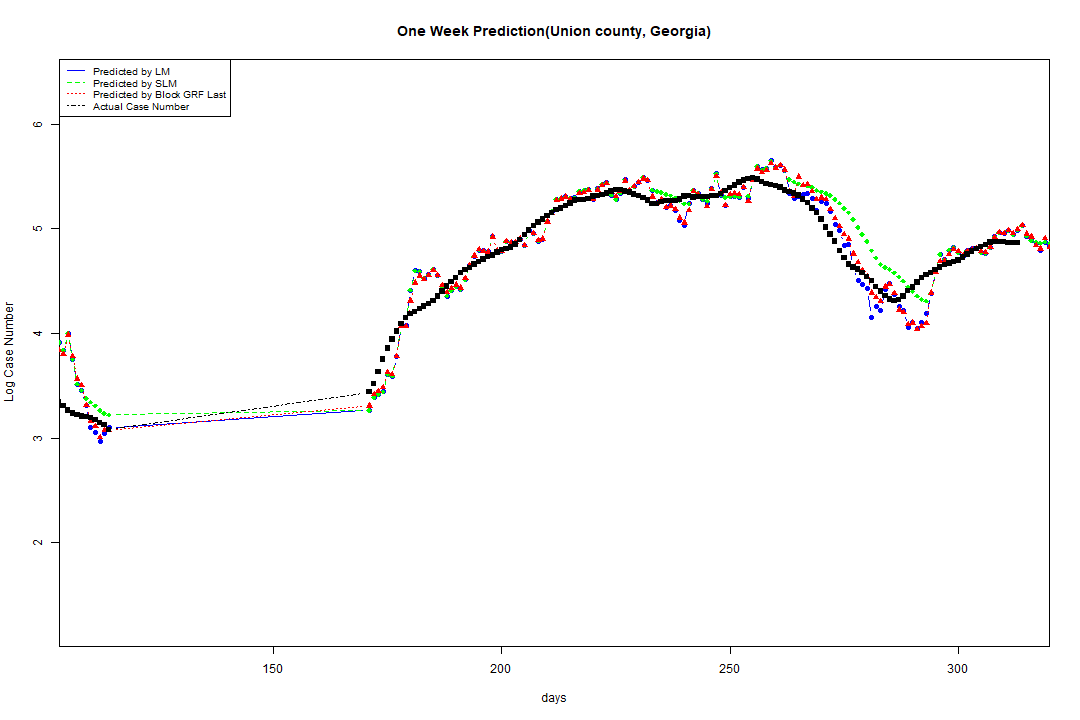 One Week Prediction(Union county, Georgia)
Predicted by LM
Predicted by SLM
Predicted by Block GRF Last
Actual Case Number
6
5
4
3
2
Log Case Number
150 200 250 300
days